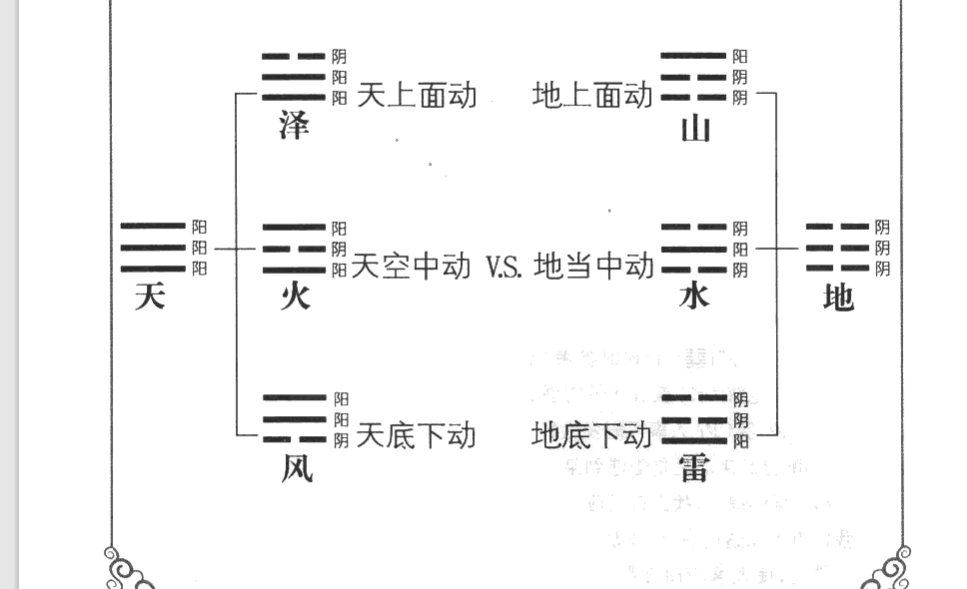 阴
阳
阳 天上面动
泽
阳
阴
地上面动 阴
山
阳
阳
阳
天
阳
阴
阳 天空中动 V.S. 地当中动
火
阴
阳
阴
水
阴
阴
阴
地
阳
阳
阴 天底下动
风
阴
阴
地底下动 阳
雷